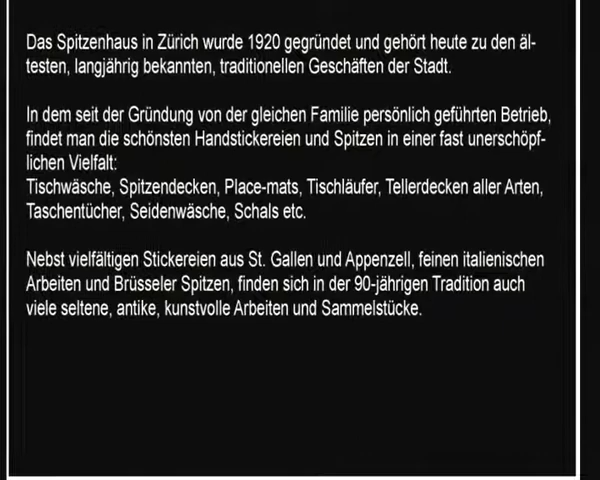 Das Spitzenhaus in Zürich wurde 1920 gegründet und gehört heute zu den äl-
testen, langjährig bekannten, traditionellen Geschäften der Stadt.
In dem seit der Gründung von der gleichen Familie persönlich geführten Betrieb,
findet man die schönsten Handstickereien und Spitzen in einer fast unerschöpf-
lichen Vielfalt:
Tischwäsche, Spitzendecken, Place-mats, Tischläufer, Tellerdecken aller Arten,
Taschentücher, Seidenwäsche, Schals etc.
Nebst vielfältigen Stickereien aus St. Gallen und Appenzell, feinen italienischen
Arbeiten und Brüsseler Spitzen, finden sich in der 90-jährigen Tradition auch
viele seltene, antike, kunstvolle Arbeiten und Sammelstücke.